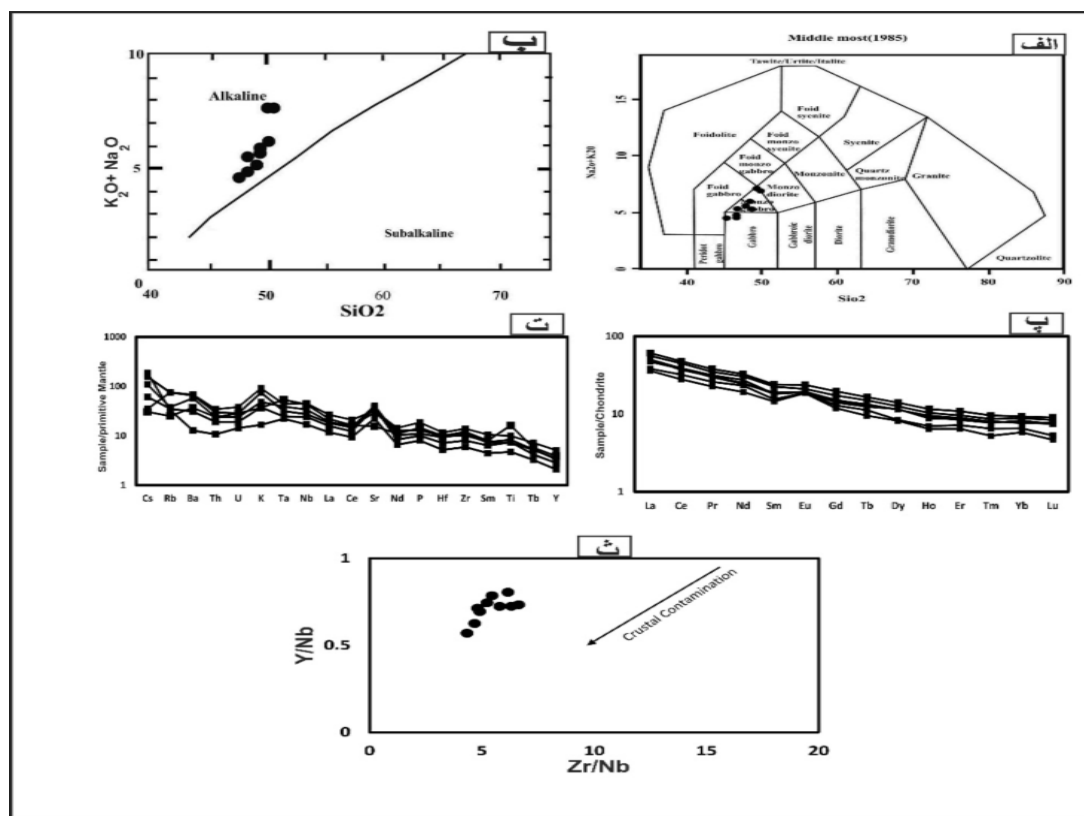 ب
10
5
0
K2O+ Na2O
Alkaline
Subalkaline
40 50 60 70
SiO2
الف
Middle most(1985)
Tawite/Urtite/Italite
15
10
5
0
Na2o+K20
Foidolite
Foid
syenite
Foid
monzo
syenite
Syenite
Foid
monzo
gabbro
Monzonite
Quartz
monzonite
Granite
Foid
gabbro
Monzo
diorite
Monzo
gabbro
Peridot
gabbro
Gabbro
Gabbroic
diorite
Diorite
Granodiorite
Quartzolite
40 50 60 70 80 90
Sio2
ت
1000
100
10
1
Sample/primitive Mantle
Cs Rb Ba Th U K Ta Nb La Ce Sr Nd P Hf Zr Sm Ti Tb Y
پ
100
10
1
Sample/Chondrite
La Ce Pr Nd Sm Eu Gd Tb Dy Ho Er Tm Yb Lu
ث
1
0.5
0
Y/Nb
Crustal Contamination
0 5 10 15 20
Zr/Nb